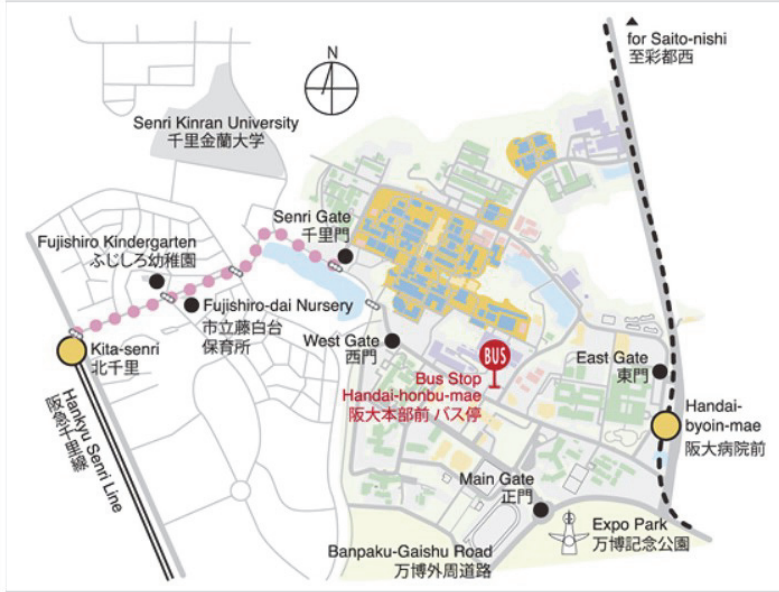 for Saito-nishi
至彩都西
N
Senri Kinran University
千里金蘭大学
Senri Gate
千里門
Fujishiro Kindergarten
ふじしろ幼稚園
Fujishiro-dai Nursery
市立藤白台
保育所
Kita-senri
北千里
Hankyu Senri Line
阪急千里線
West Gate
西門
BUS
Bus Stop
Handai-honbu-mae
阪大本部前 バス停
East Gate
東門
Handai-
byoin-mae
阪大病院前
Main Gate
正門
Expo Park
万博記念公園
Banpaku-Gaishu Road
万博外周道路